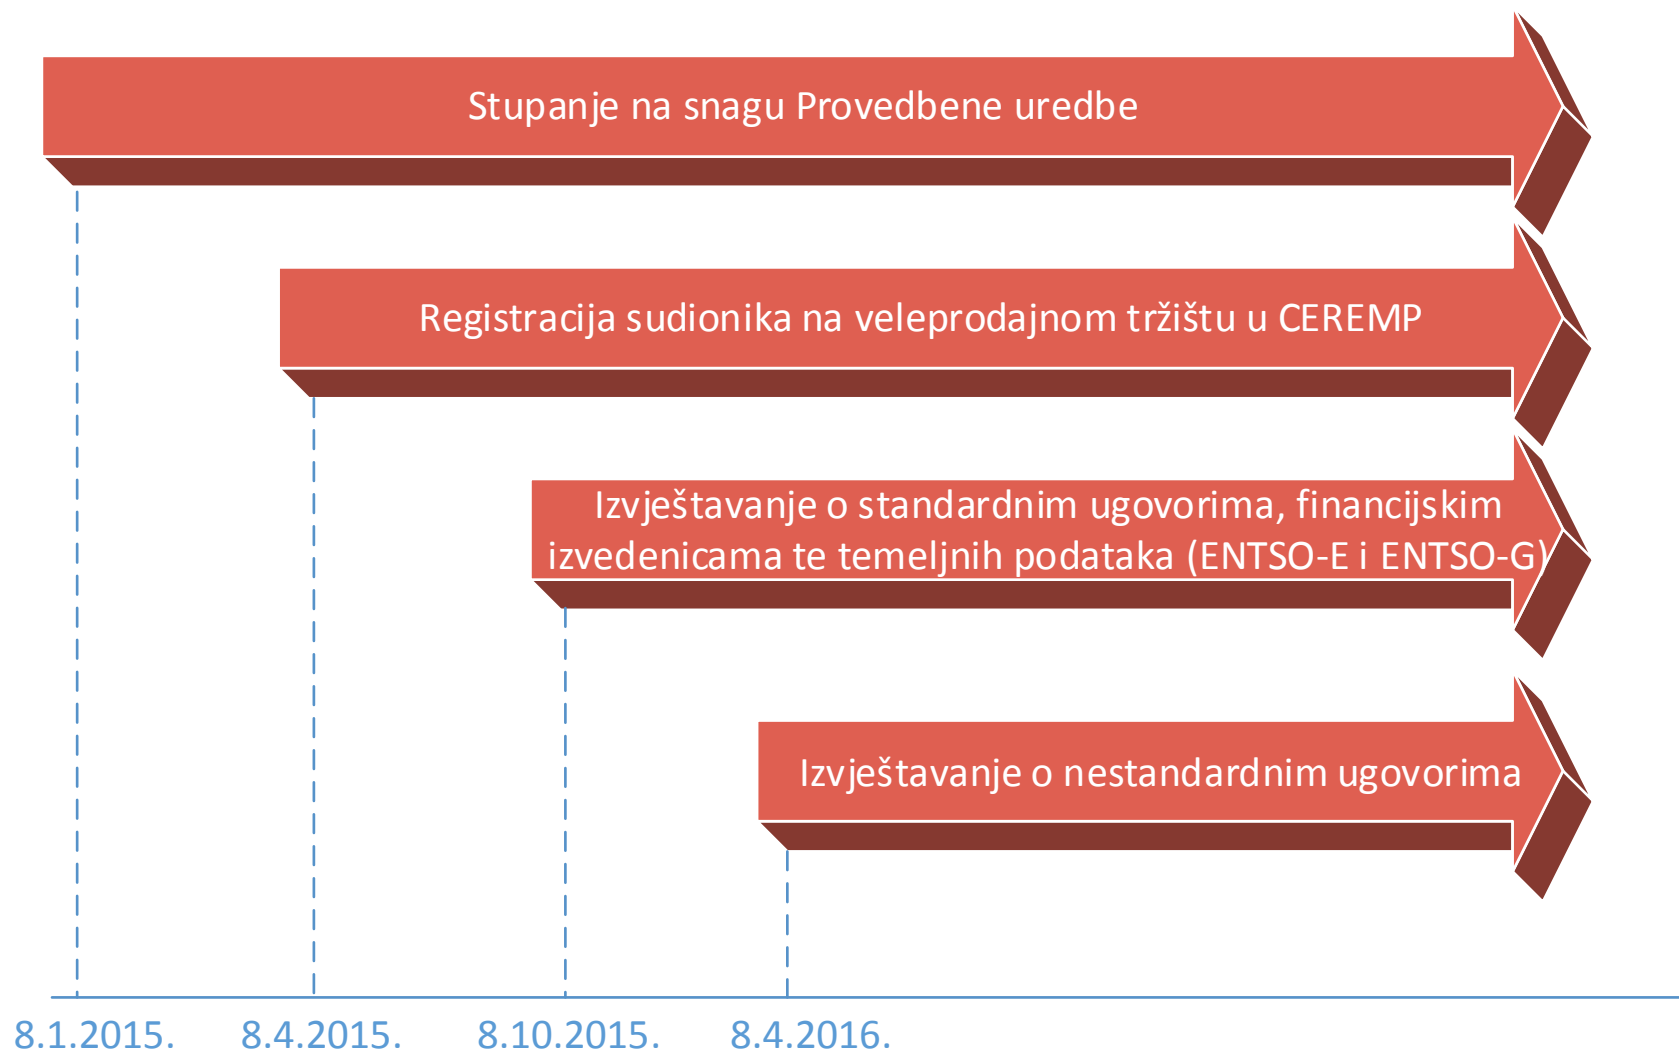 Stupanje na snagu Provedbene uredbe
Registracija sudionika na veleprodajnom tržištu u CEREMP
Izvještavanje o standardnim ugovorima, financijskim
izvedenicama te temeljnih podataka (ENTSO-E i ENTSO-G)
Izvještavanje o nestandardnim ugovorima
8.1.2015. 8.4.2015. 8.10.2015. 8.4.2016.